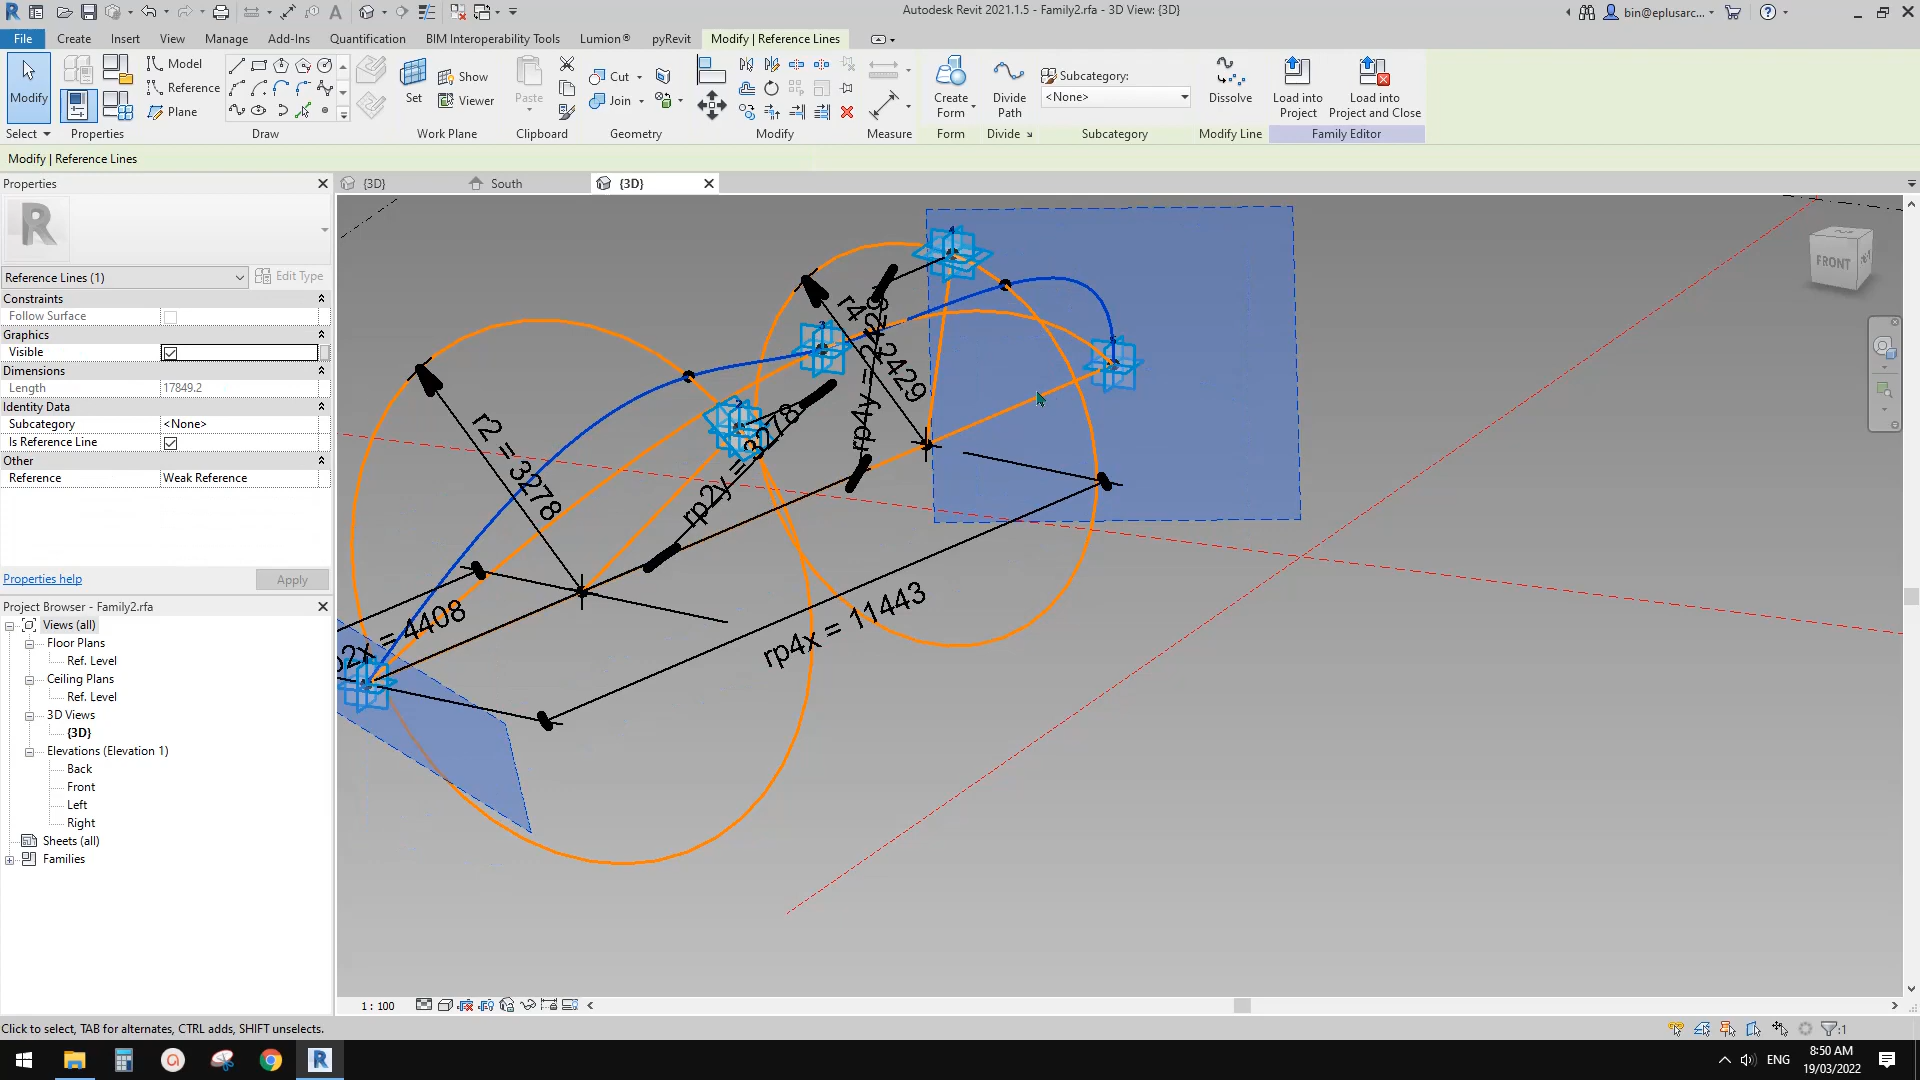 Autodesk Revit 2021.1.5 - Family2.rfa - 3D View: {3D}
bin@eplusarc...
File Create Insert View Manage Add-Ins Quantification BIM Interoperability Tools Lumion® pyRevit Modify | Reference Lines
Modify
Select
Properties
Model
Reference
Plane
Draw
Set
Show
Viewer
Work Plane
Paste
Clipboard
Cut
Join
Geometry
Modify
Measure
Create
Form
Form
Divide
Path
Divide
Subcategory:
<None>
Subcategory
Dissolve
Modify Line
Load into
Project
Load into
Project and Close
Family Editor
Modify | Reference Lines
Properties
{3D}
South
{3D}
R
Reference Lines (1)
Edit Type
Constraints
Follow Surface
Graphics
Visible
Dimensions
Length 17849.2
Identity Data
Subcategory <None>
Is Reference Line
Other
Reference Weak Reference
Properties help
Apply
Project Browser - Family2.rfa
Views (all)
Floor Plans
Ref. Level
Ceiling Plans
Ref. Level
3D Views
{3D}
Elevations (Elevation 1)
Back
Front
Left
Right
Sheets (all)
Families
r4 = 2429
r2 = 3278
rp2y = 3278
rp4x = 11443
= 4408
FRONT
1 : 100
Click to select, TAB for alternates, CTRL adds, SHIFT unselects.
:1
ENG
8:50 AM
19/03/2022